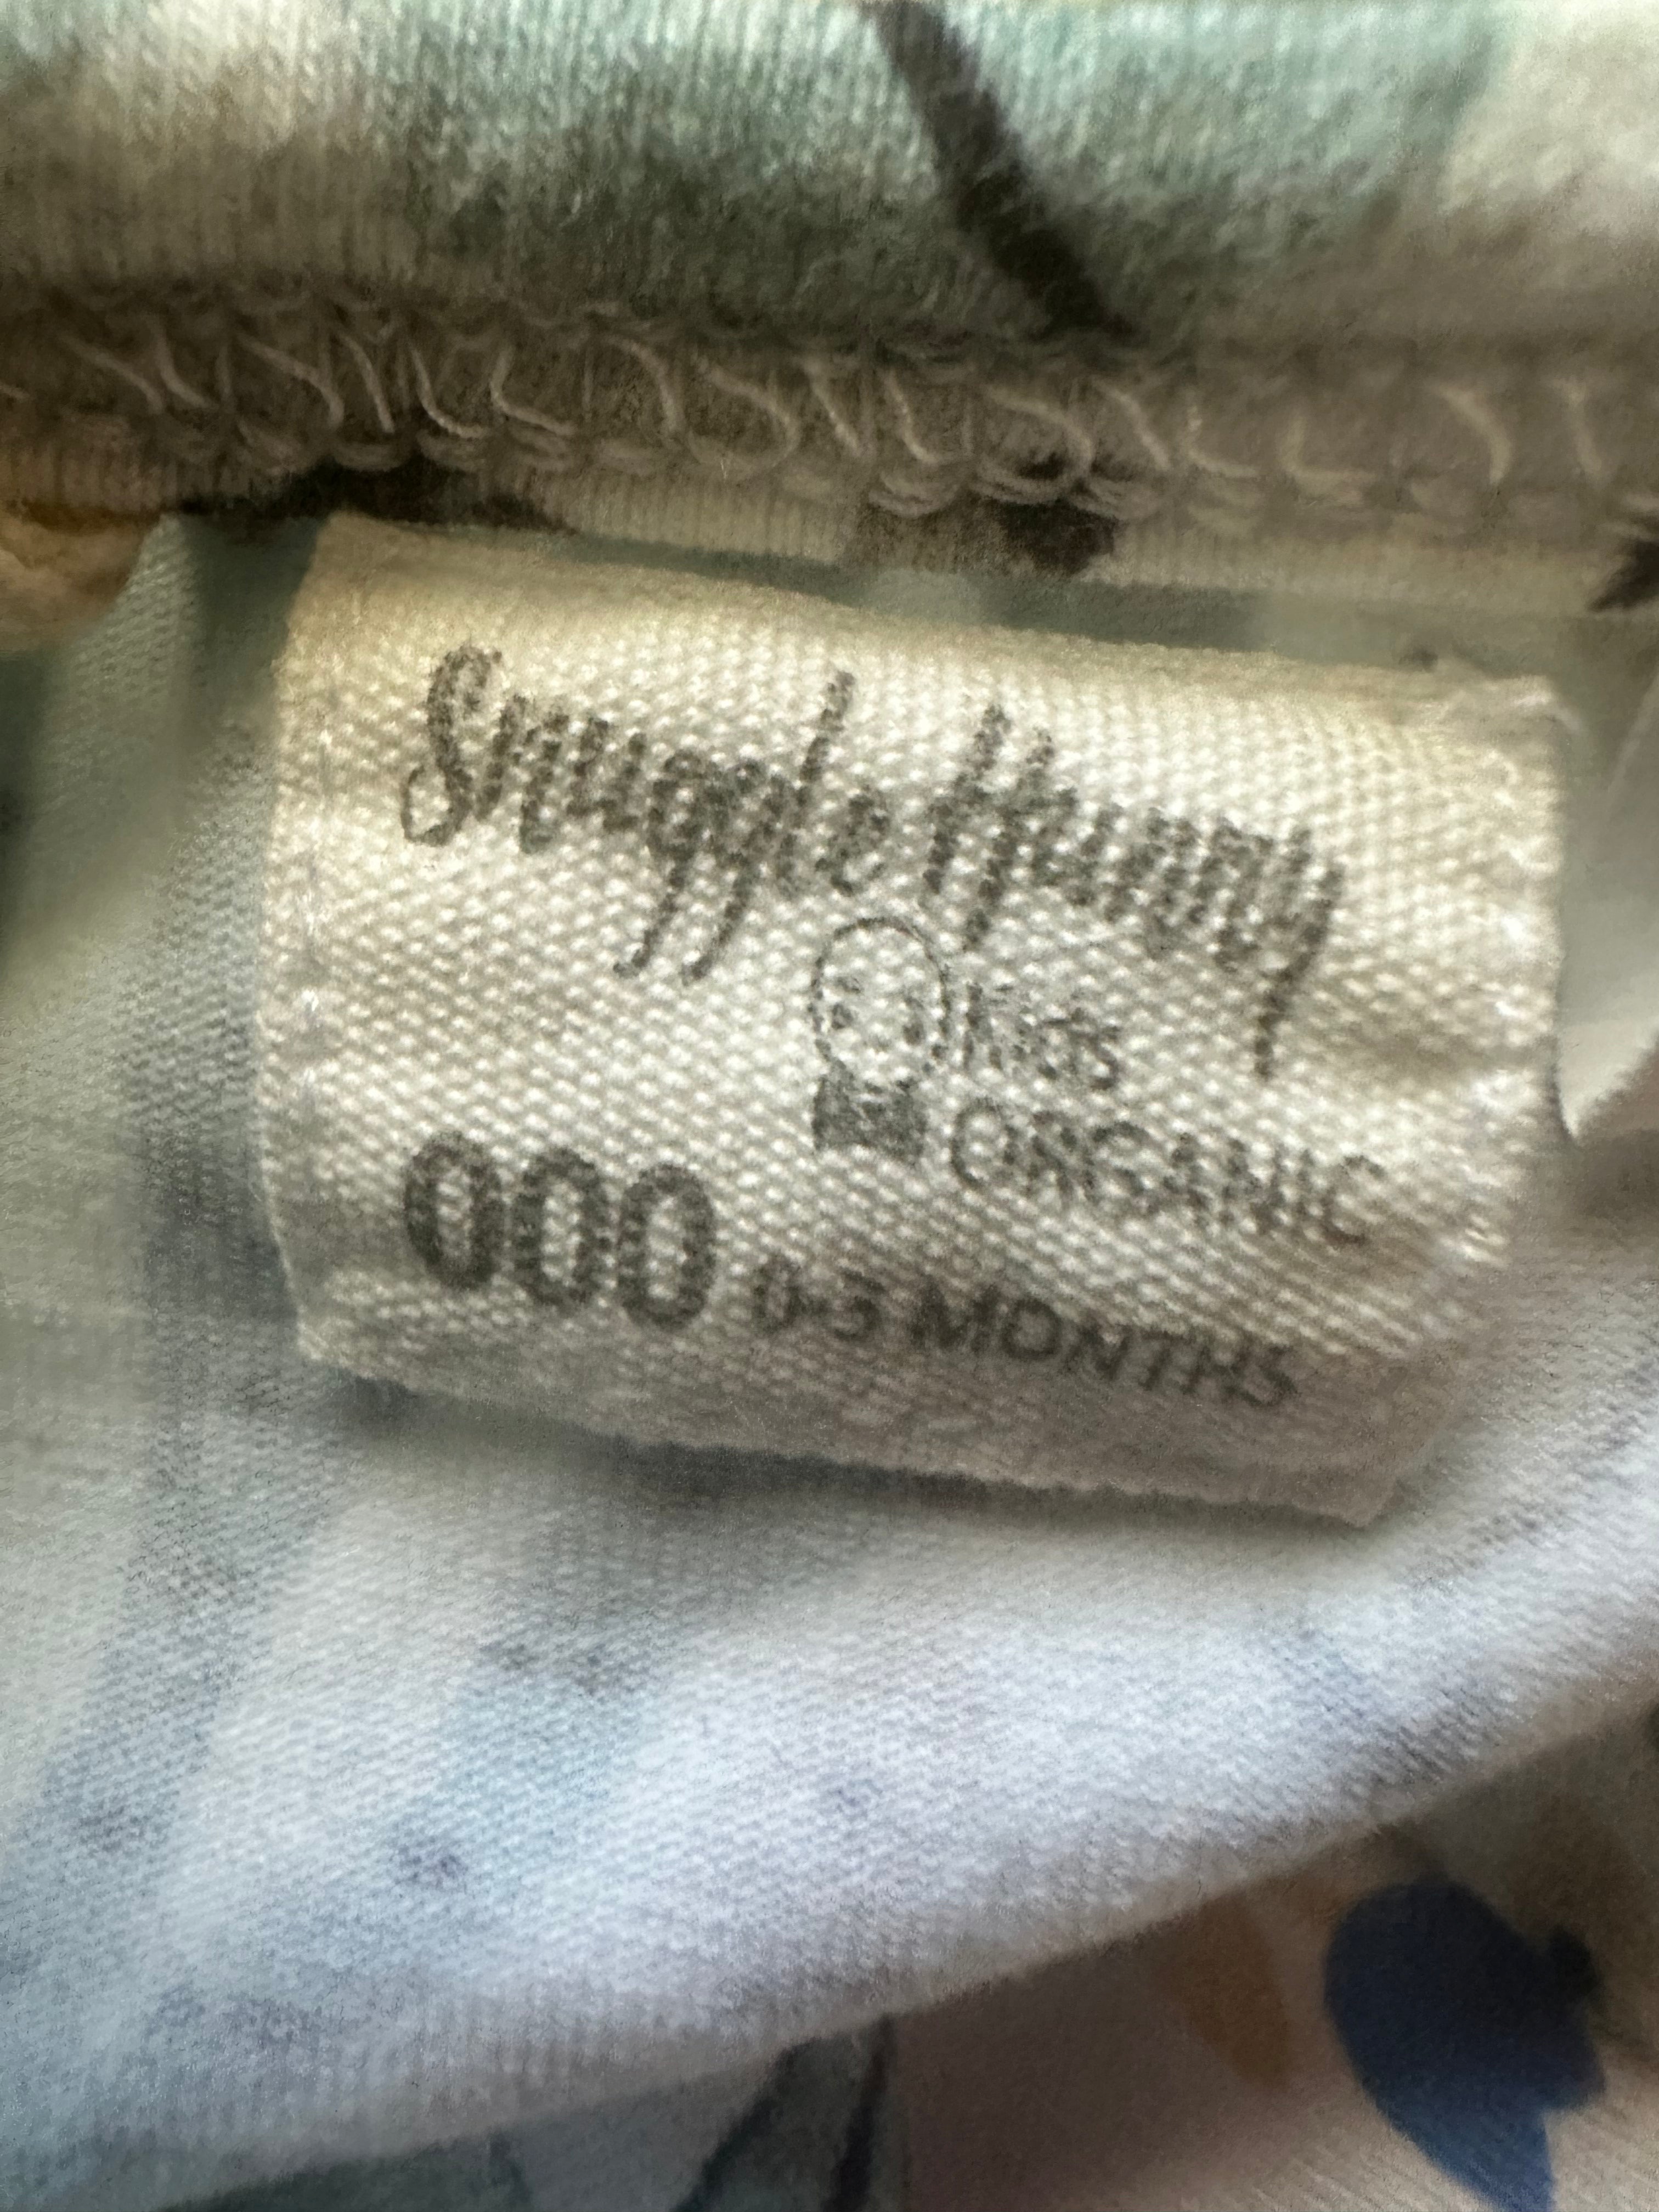 Snuggle Hunny
Kids
ORGANIC
000 0-3 MONTHS